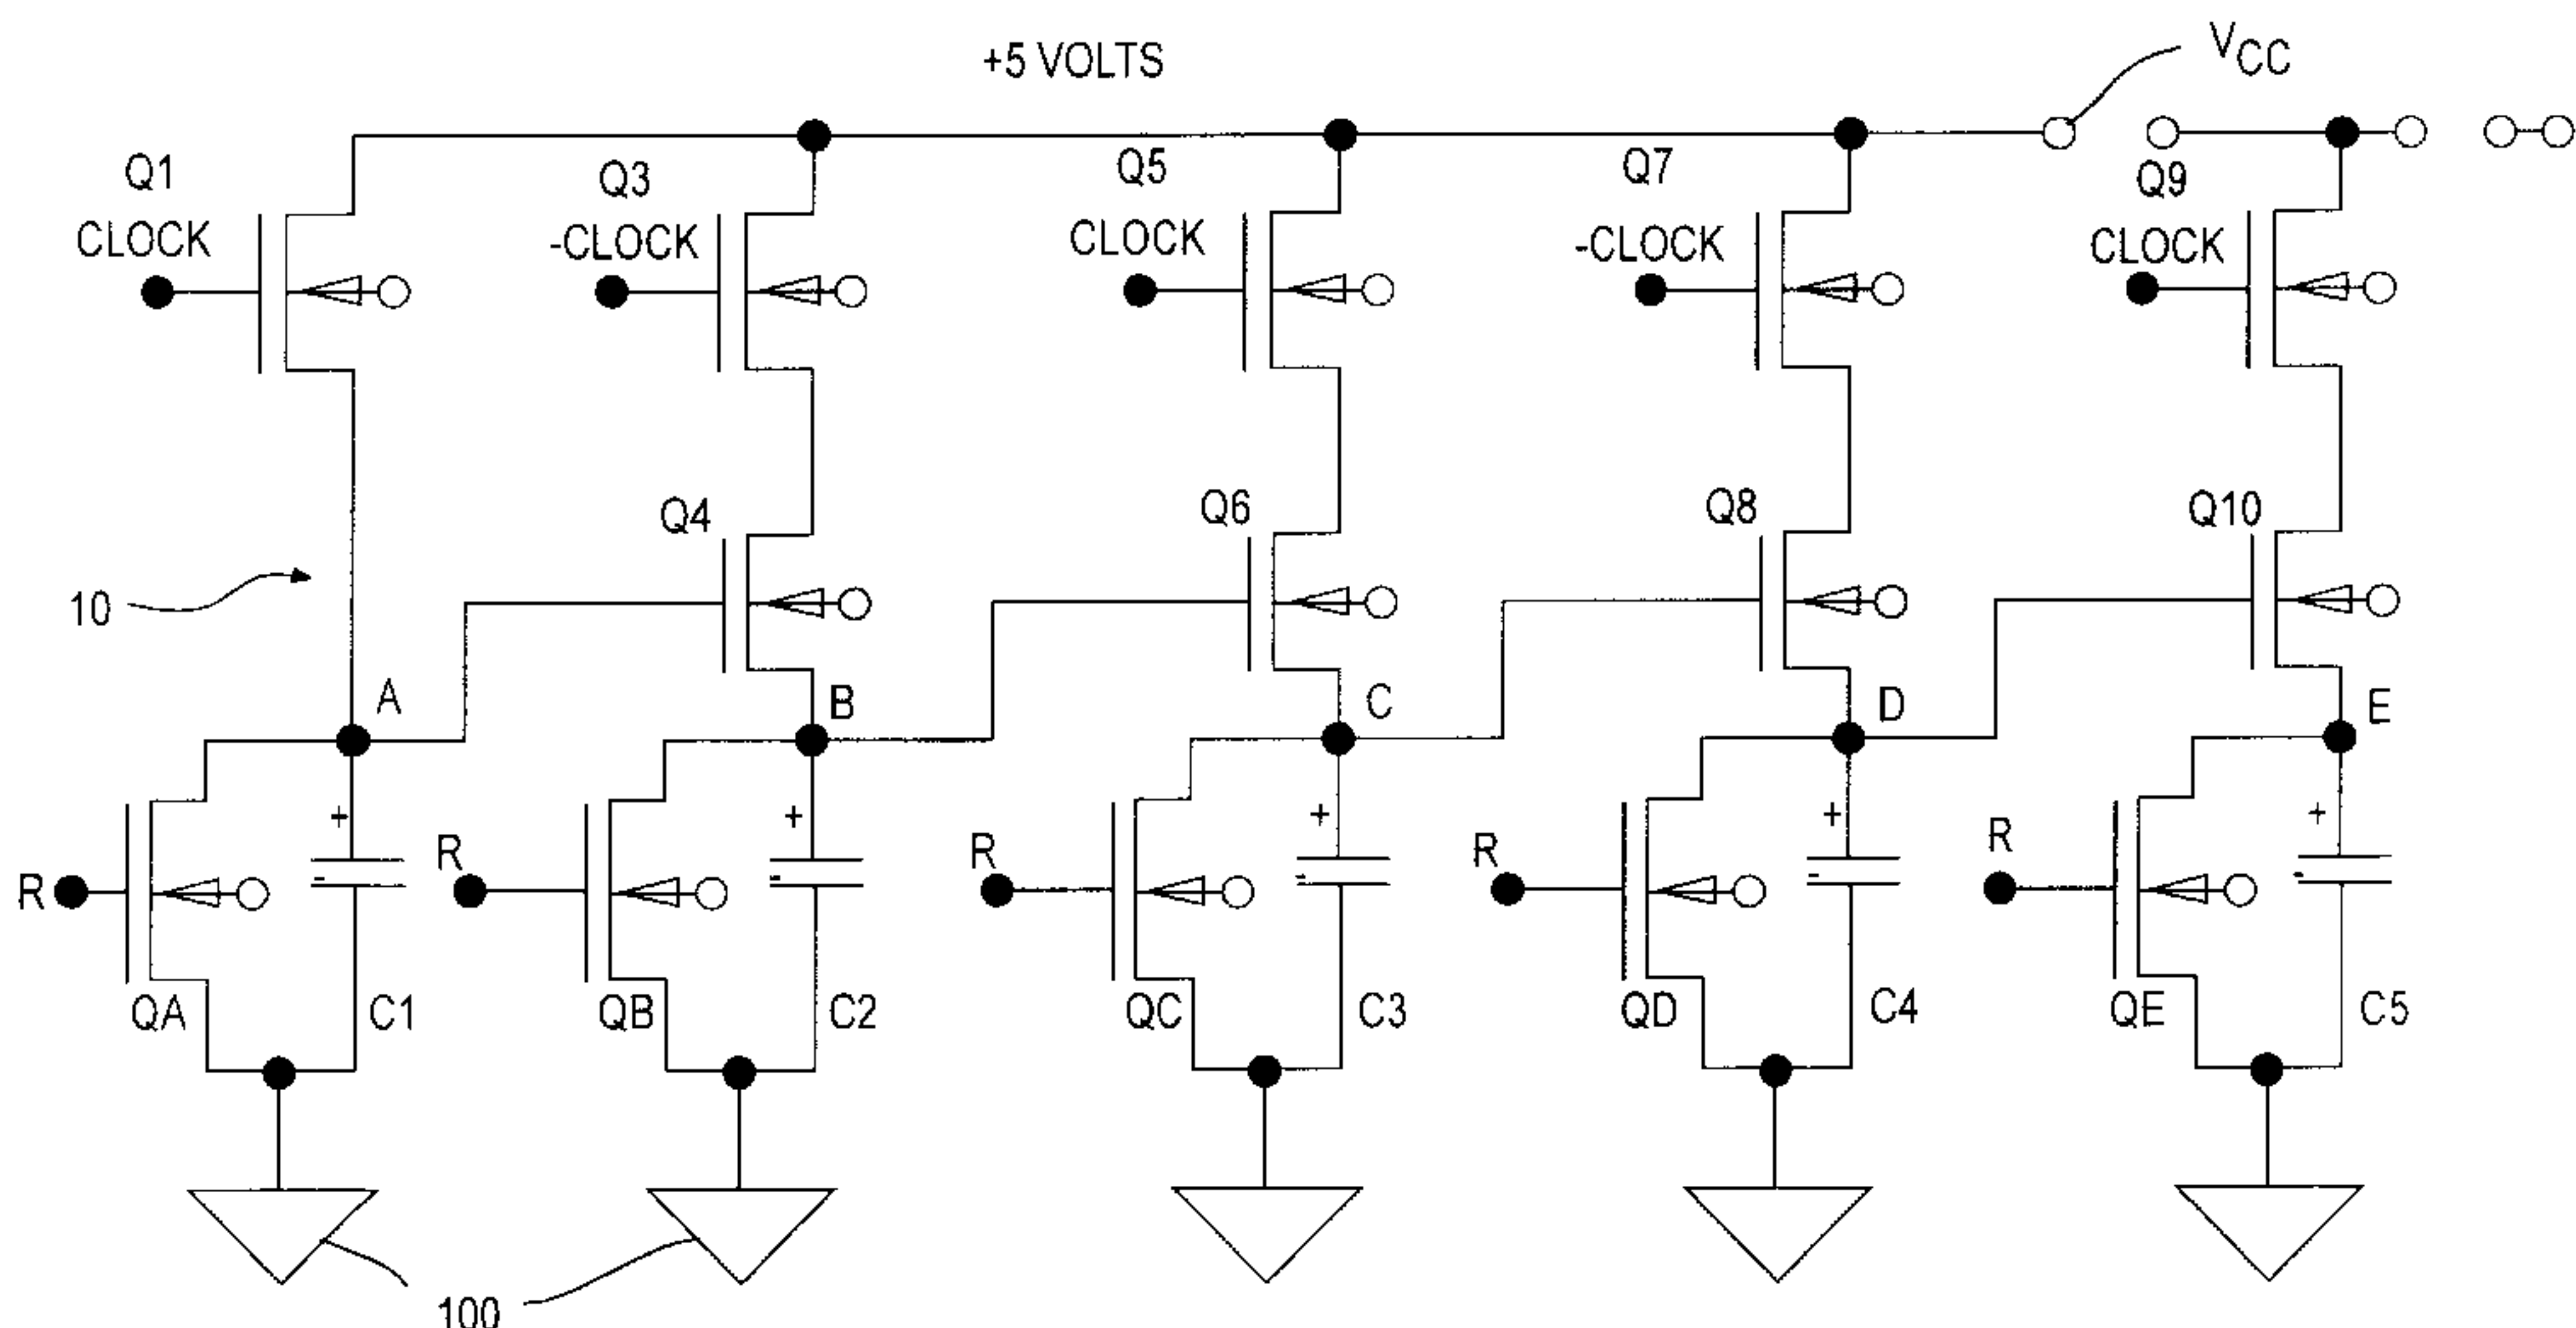 +5 VOLTS
V_CC
Q1
Q3
Q5
Q7
Q9
CLOCK
-CLOCK
CLOCK
-CLOCK
CLOCK
Q4
Q6
Q8
Q10
10
A
B
C
D
E
+
+
+
+
+
R
R
R
R
R
-
-
-
-
-
QA
C1
QB
C2
QC
C3
QD
C4
QE
C5
100